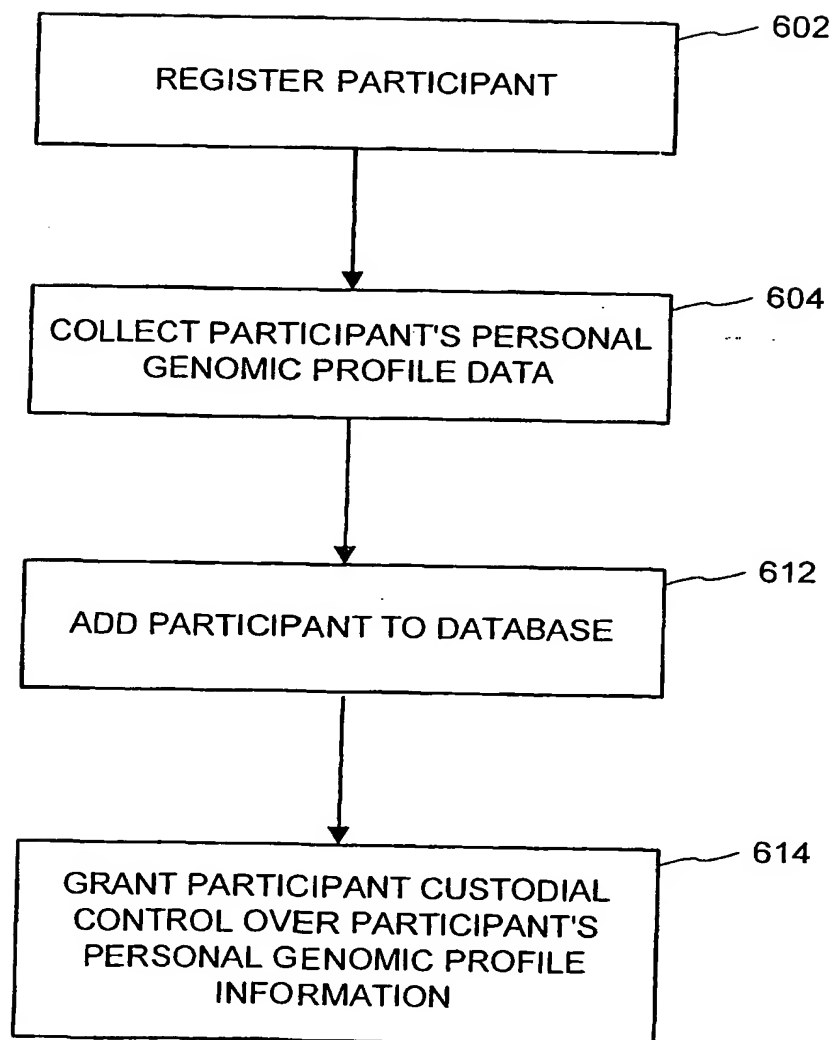 602
REGISTER PARTICIPANT
604
COLLECT PARTICIPANT'S PERSONAL
GENOMIC PROFILE DATA
612
ADD PARTICIPANT TO DATABASE
614
GRANT PARTICIPANT CUSTODIAL
CONTROL OVER PARTICIPANT'S
PERSONAL GENOMIC PROFILE
INFORMATION